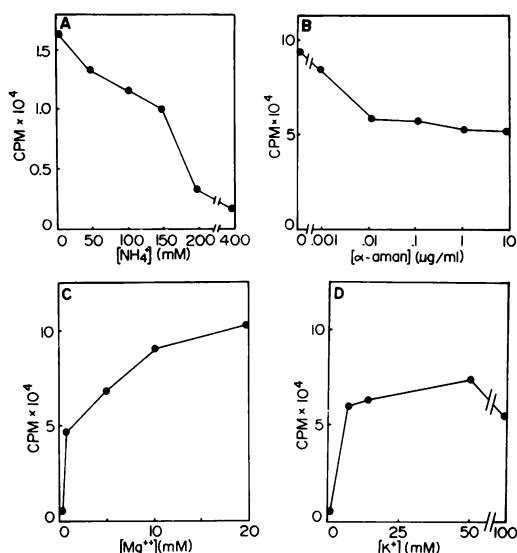 A
CPM × 10⁴
1.5
1.0
0.5
0
0 50 100 150 200 400
[NH4] (mM)
B
CPM × 10⁴
10
5
0
0 .001 .01 .1 1 10
[α-aman] (μg/ml)
C
CPM × 10⁴
10
5
0
0 10 20
[Mg⁺⁺](mM)
D
CPM × 10⁴
10
5
0
0 25 50 100
[K⁺] (mM)